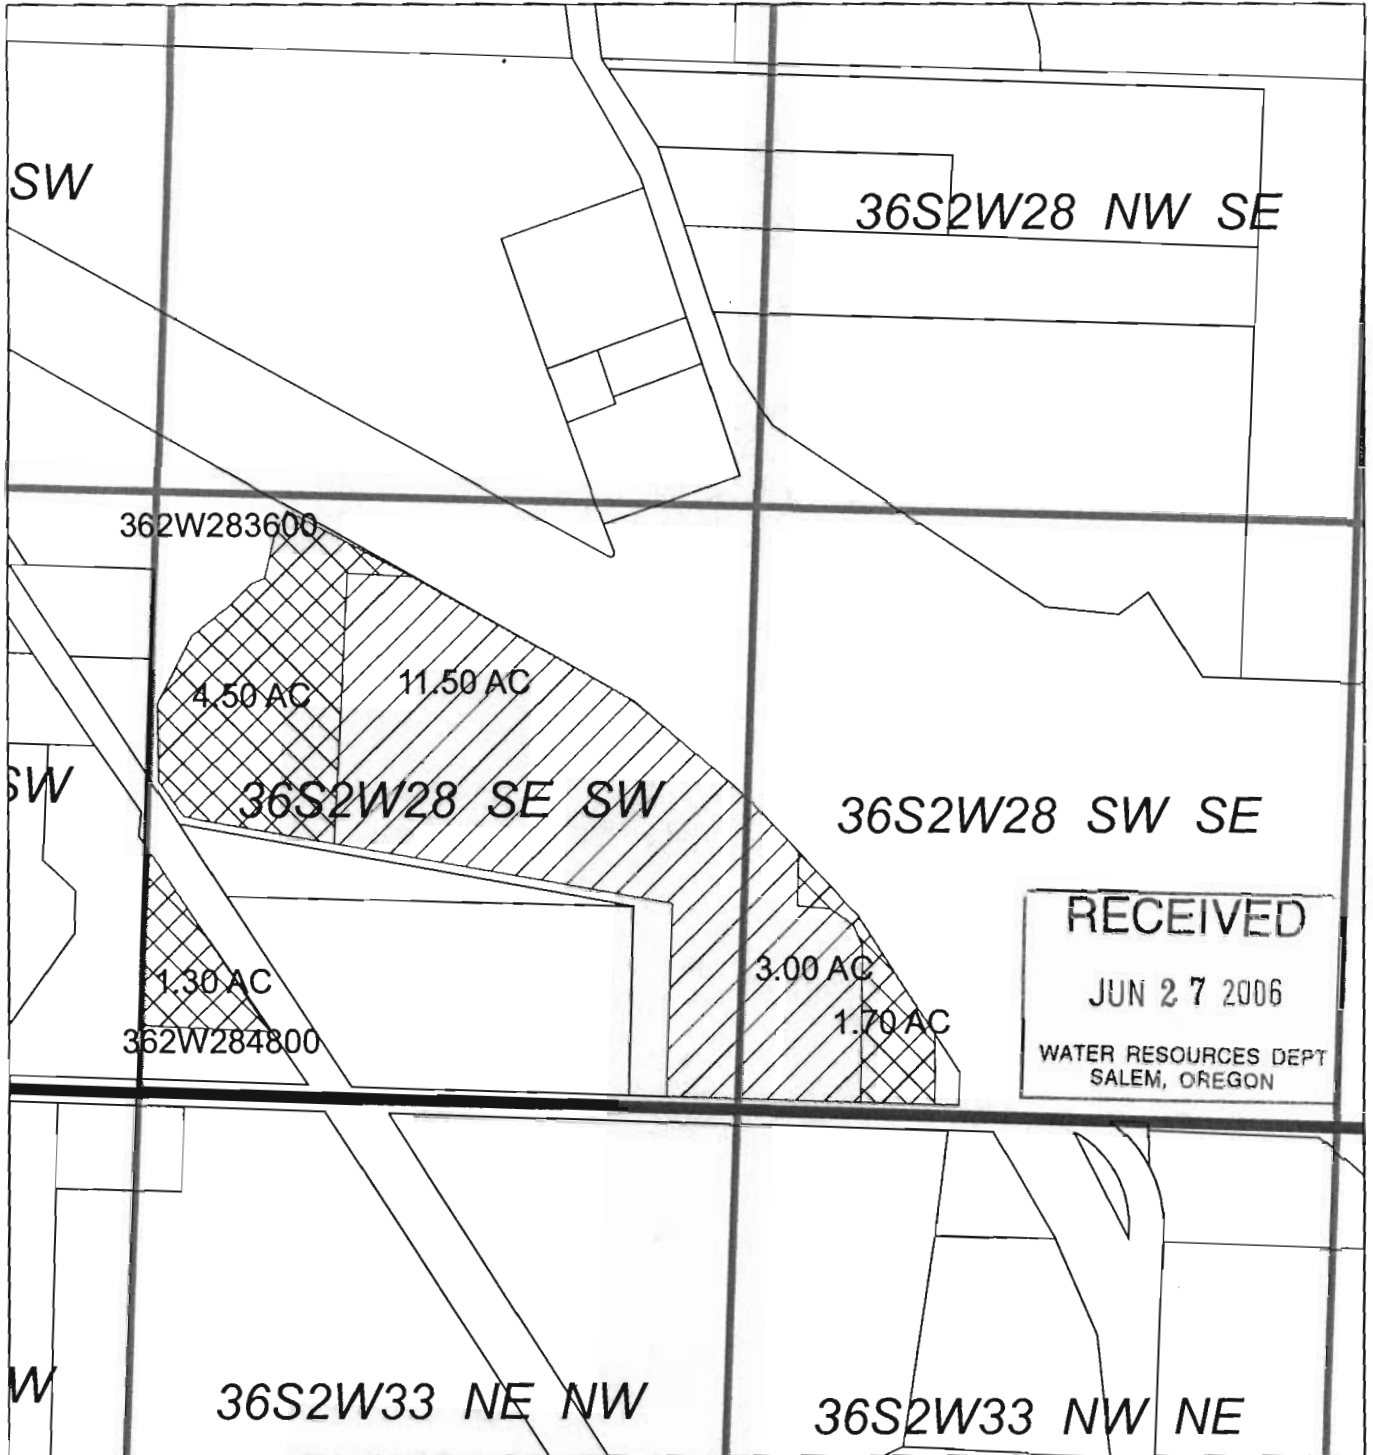 SW
36S2W28 NW SE
362W283600
4.50 AC
11.50 AC
SW
36S2W28 SE SW
36S2W28 SW SE
RECEIVED
JUN 27 2006
WATER RESOURCES DEPT
SALEM, OREGON
1.30 AC
3.00 AC
1.70 AC
362W284800
W
36S2W33 NE NW
36S2W33 NW NE